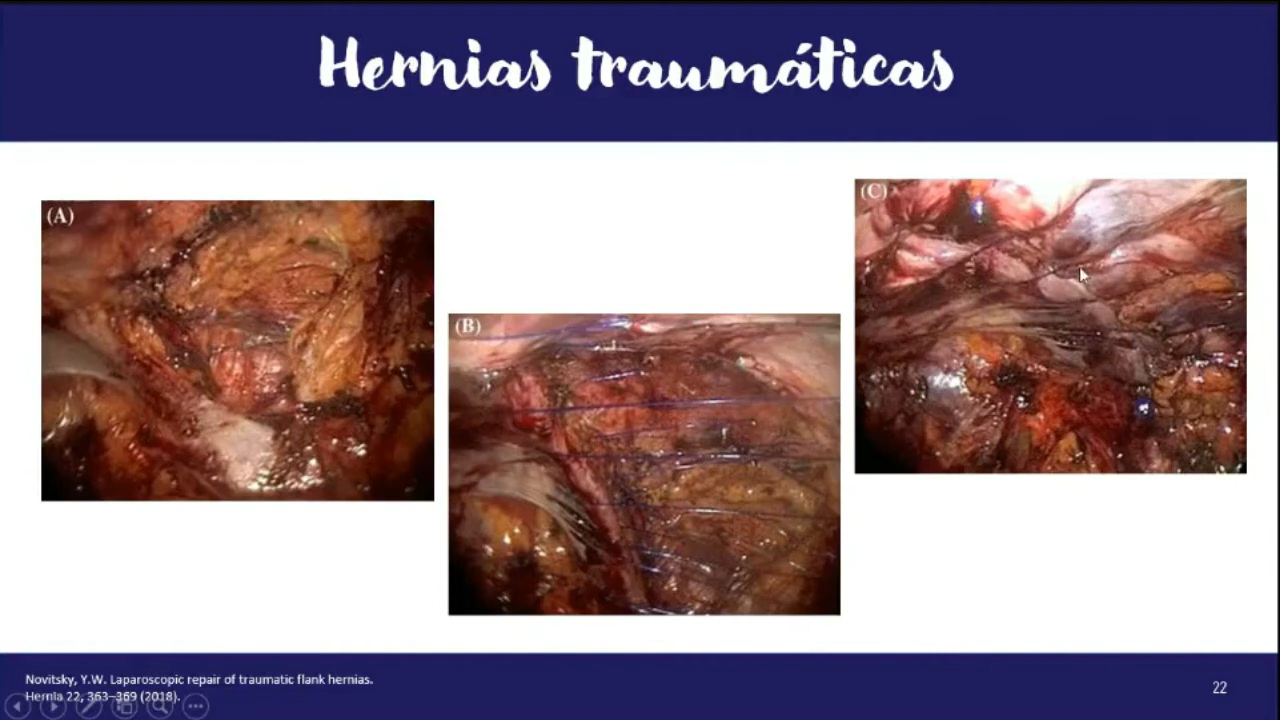 Hernias traumáticas
(A)
(B)
(C)
Novitsky, Y.W. Laparoscopic repair of traumatic flank hernias.
Hernia 22, 363–369 (2018).
22